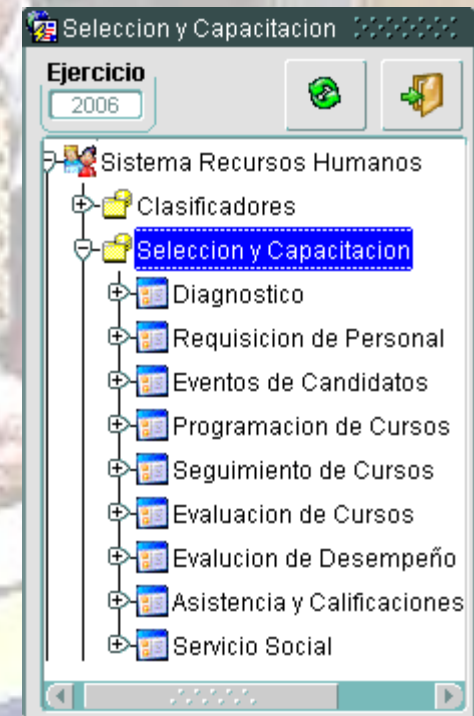 Seleccion y Capacitacion
Ejercicio
2006
Sistema Recursos Humanos
Clasificadores
Seleccion y Capacitacion
Diagnostico
Requisicion de Personal
Eventos de Candidatos
Programacion de Cursos
Seguimiento de Cursos
Evaluacion de Cursos
Evalucion de Desempeño
Asistencia y Calificaciones
Servicio Social